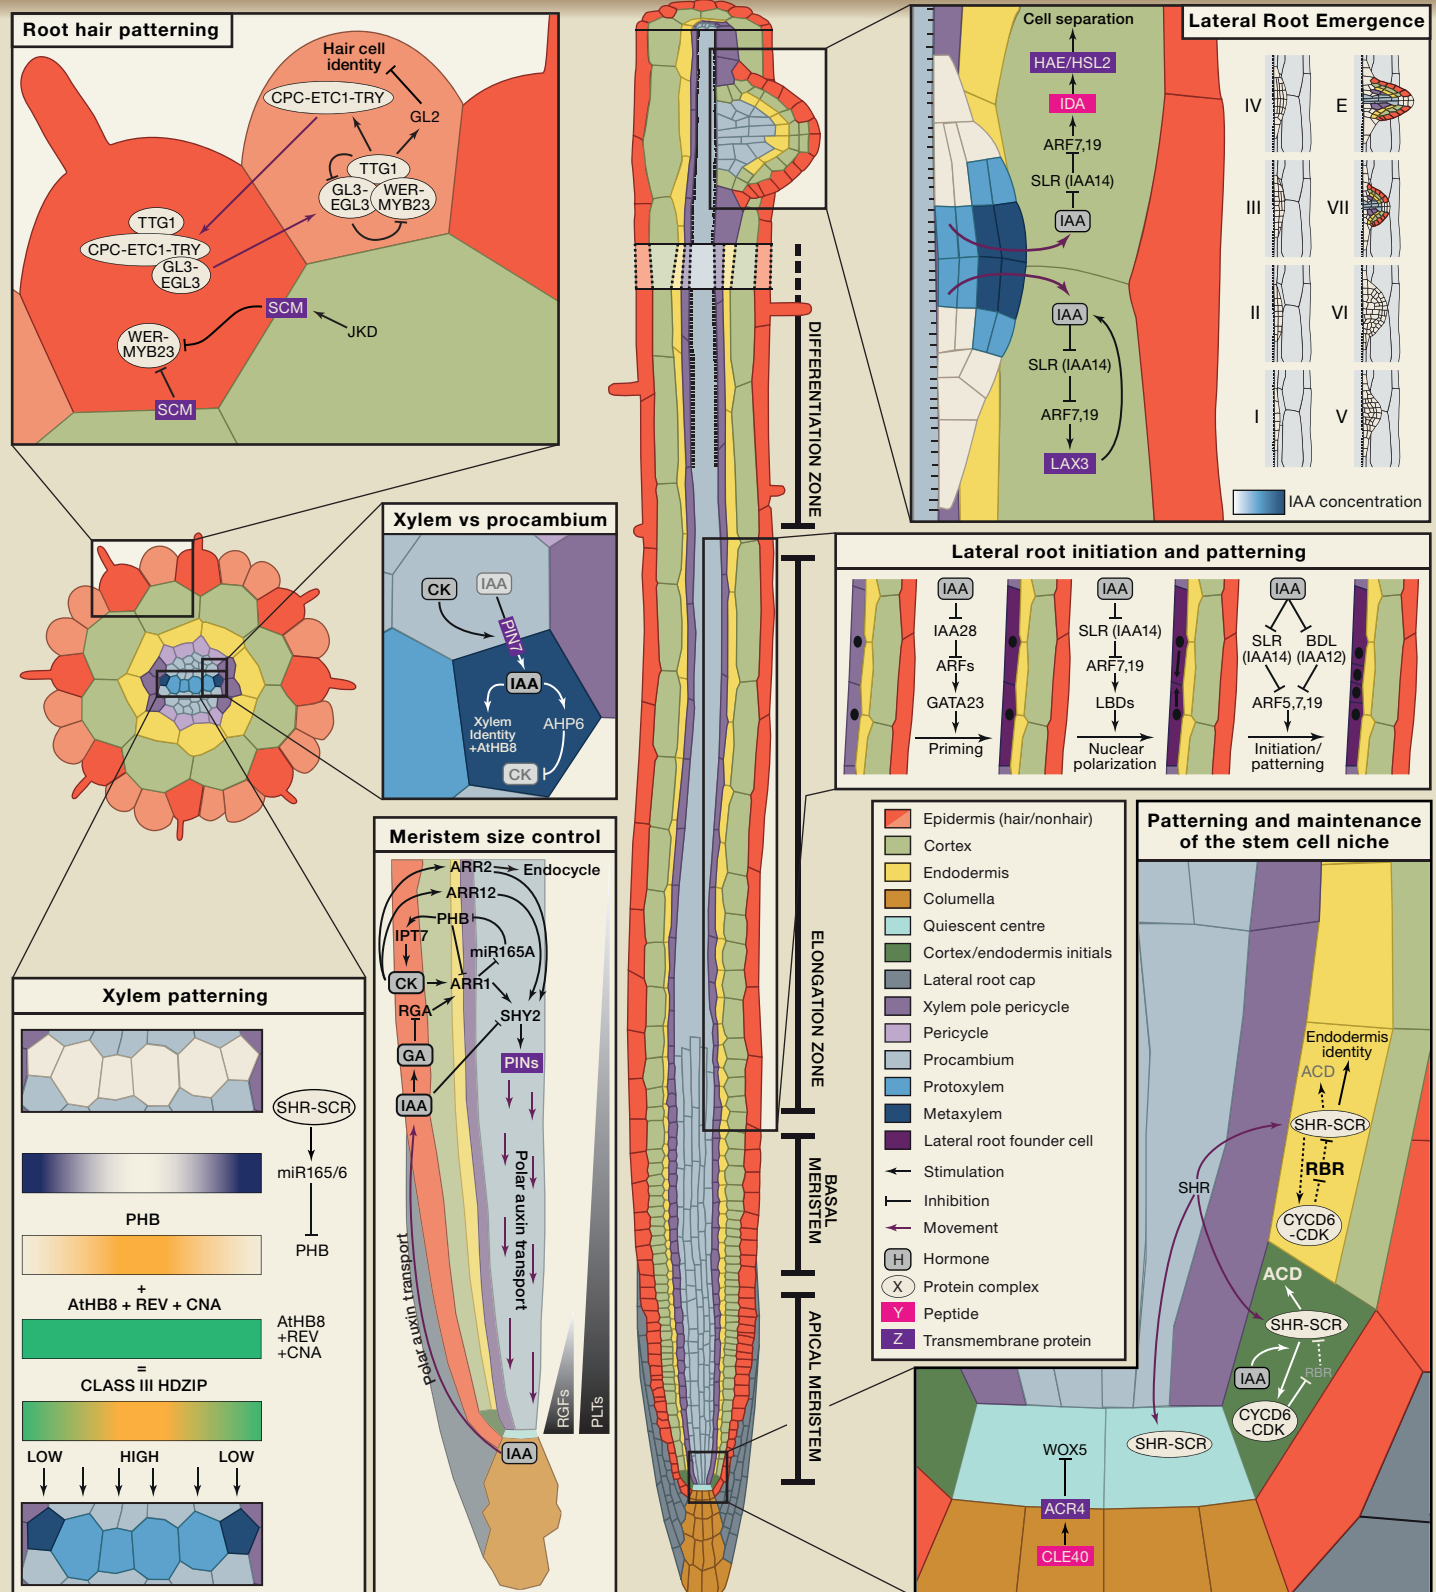 Root hair patterning
Hair cell
identity
CPC-ETC1-TRY
GL2
TTG1
GL3-
EGL3
WER-
MYB23
TTG1
CPC-ETC1-TRY
GL3-
EGL3
SCM
JKD
WER-
MYB23
SCM
Lateral Root Emergence
Cell separation
HAE/HSL2
IDA
ARF7,19
SLR (IAA14)
IAA
IAA
SLR (IAA14)
ARF7,19
LAX3
IV
E
III
VII
II
VI
I
V
IAA concentration
DIFFERENTIATION ZONE
ELONGATION ZONE
BASAL
MERISTEM
APICAL MERISTEM
Xylem vs procambium
CK
IAA
PIN7
IAA
Xylem
Identity
+AtHB8
AHP6
CK
Lateral root initiation and patterning
IAA
IAA28
ARFs
GATA23
Priming
IAA
SLR (IAA14)
ARF7,19
LBDs
Nuclear
polarization
IAA
SLR
(IAA14)
BDL
(IAA12)
ARF5,7,19
Initiation/
patterning
Meristem size control
ARR2
Endocycle
ARR12
PHB
IPT7
miR165A
CK
ARR1
RGA
SHY2
GA
PINs
IAA
Polar auxin transport
Polar auxin transport
RGFs
PLTs
IAA
Epidermis (hair/nonhair)
Cortex
Endodermis
Columella
Quiescent centre
Cortex/endodermis initials
Lateral root cap
Xylem pole pericycle
Pericycle
Procambium
Protoxylem
Metaxylem
Lateral root founder cell
Stimulation
Inhibition
Movement
H Hormone
X Protein complex
Y Peptide
Z Transmembrane protein
Patterning and maintenance
of the stem cell niche
Endodermis
identity
ACD
SHR-SCR
RBR
SHR
CYCD6
-CDK
ACD
SHR-SCR
IAA
RBR
CYCD6
-CDK
SHR-SCR
WOX5
ACR4
CLE40
Xylem patterning
SHR-SCR
miR165/6
PHB
PHB
+
AtHB8 + REV + CNA
AtHB8
+REV
+CNA
=
CLASS III HDZIP
LOW HIGH LOW